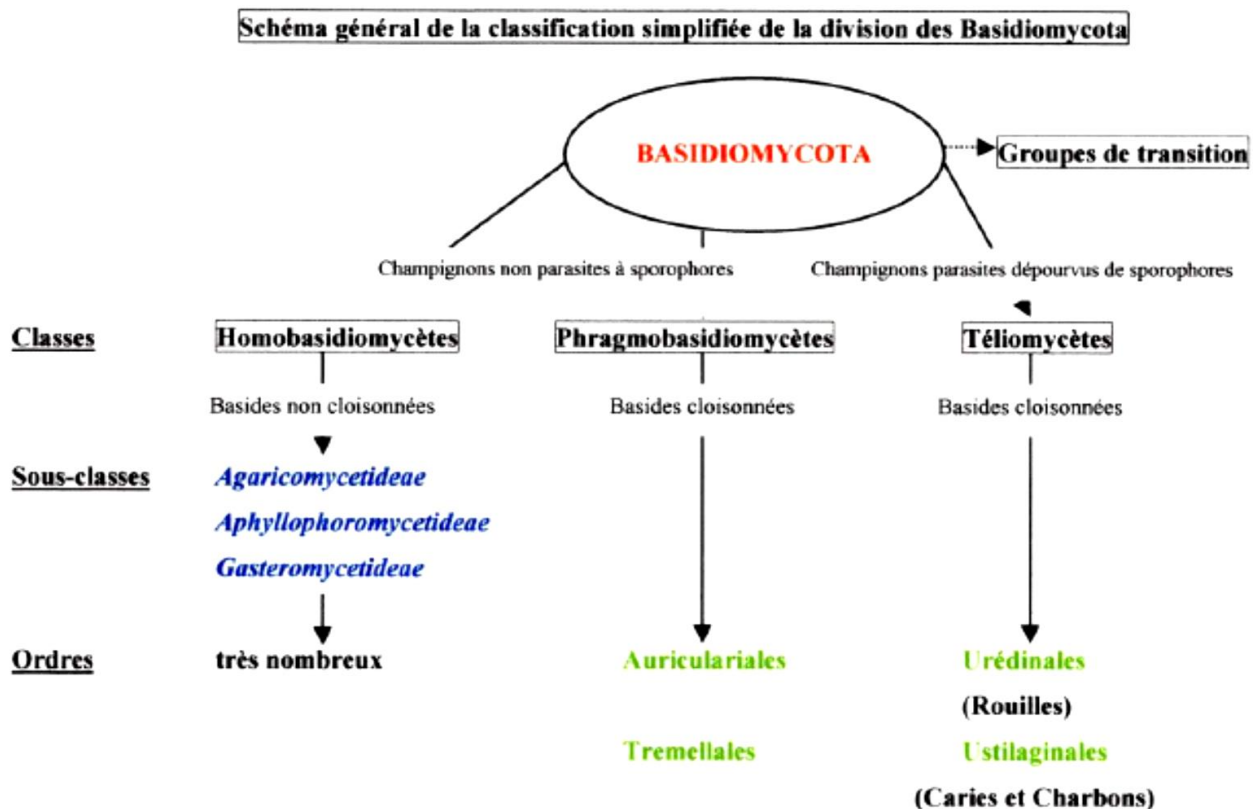 Schéma général de la classification simplifiée de la division des Basidiomycota
BASIDIOMYCOTA
Groupes de transition
Champignons non parasites à sporophores
Champignons parasites dépourvus de sporophores
Classes
Homobasidiomycètes
Phragmobasidiomycètes
Téliomycètes
Basides non cloisonnées
Basides cloisonnées
Basides cloisonnées
Sous-classes
Agaricomycetideae
Aphyllophoromycetideae
Gasteromycetideae
Ordres
très nombreux
Auriculariales
Urédinales
(Rouilles)
Tremellales
Ustilaginales
(Caries et Charbons)